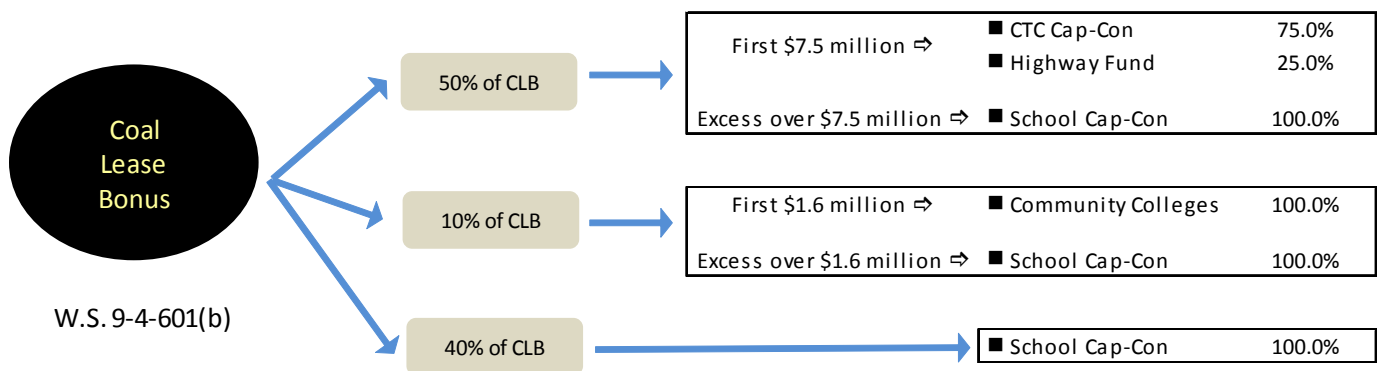 Coal
Lease
Bonus
W.S. 9-4-601(b)
50% of CLB
First $7.5 million ⇨ ■ CTC Cap-Con 75.0%
■ Highway Fund 25.0%
Excess over $7.5 million ⇨ ■ School Cap-Con 100.0%
10% of CLB
First $1.6 million ⇨ ■ Community Colleges 100.0%
Excess over $1.6 million ⇨ ■ School Cap-Con 100.0%
40% of CLB
■ School Cap-Con 100.0%